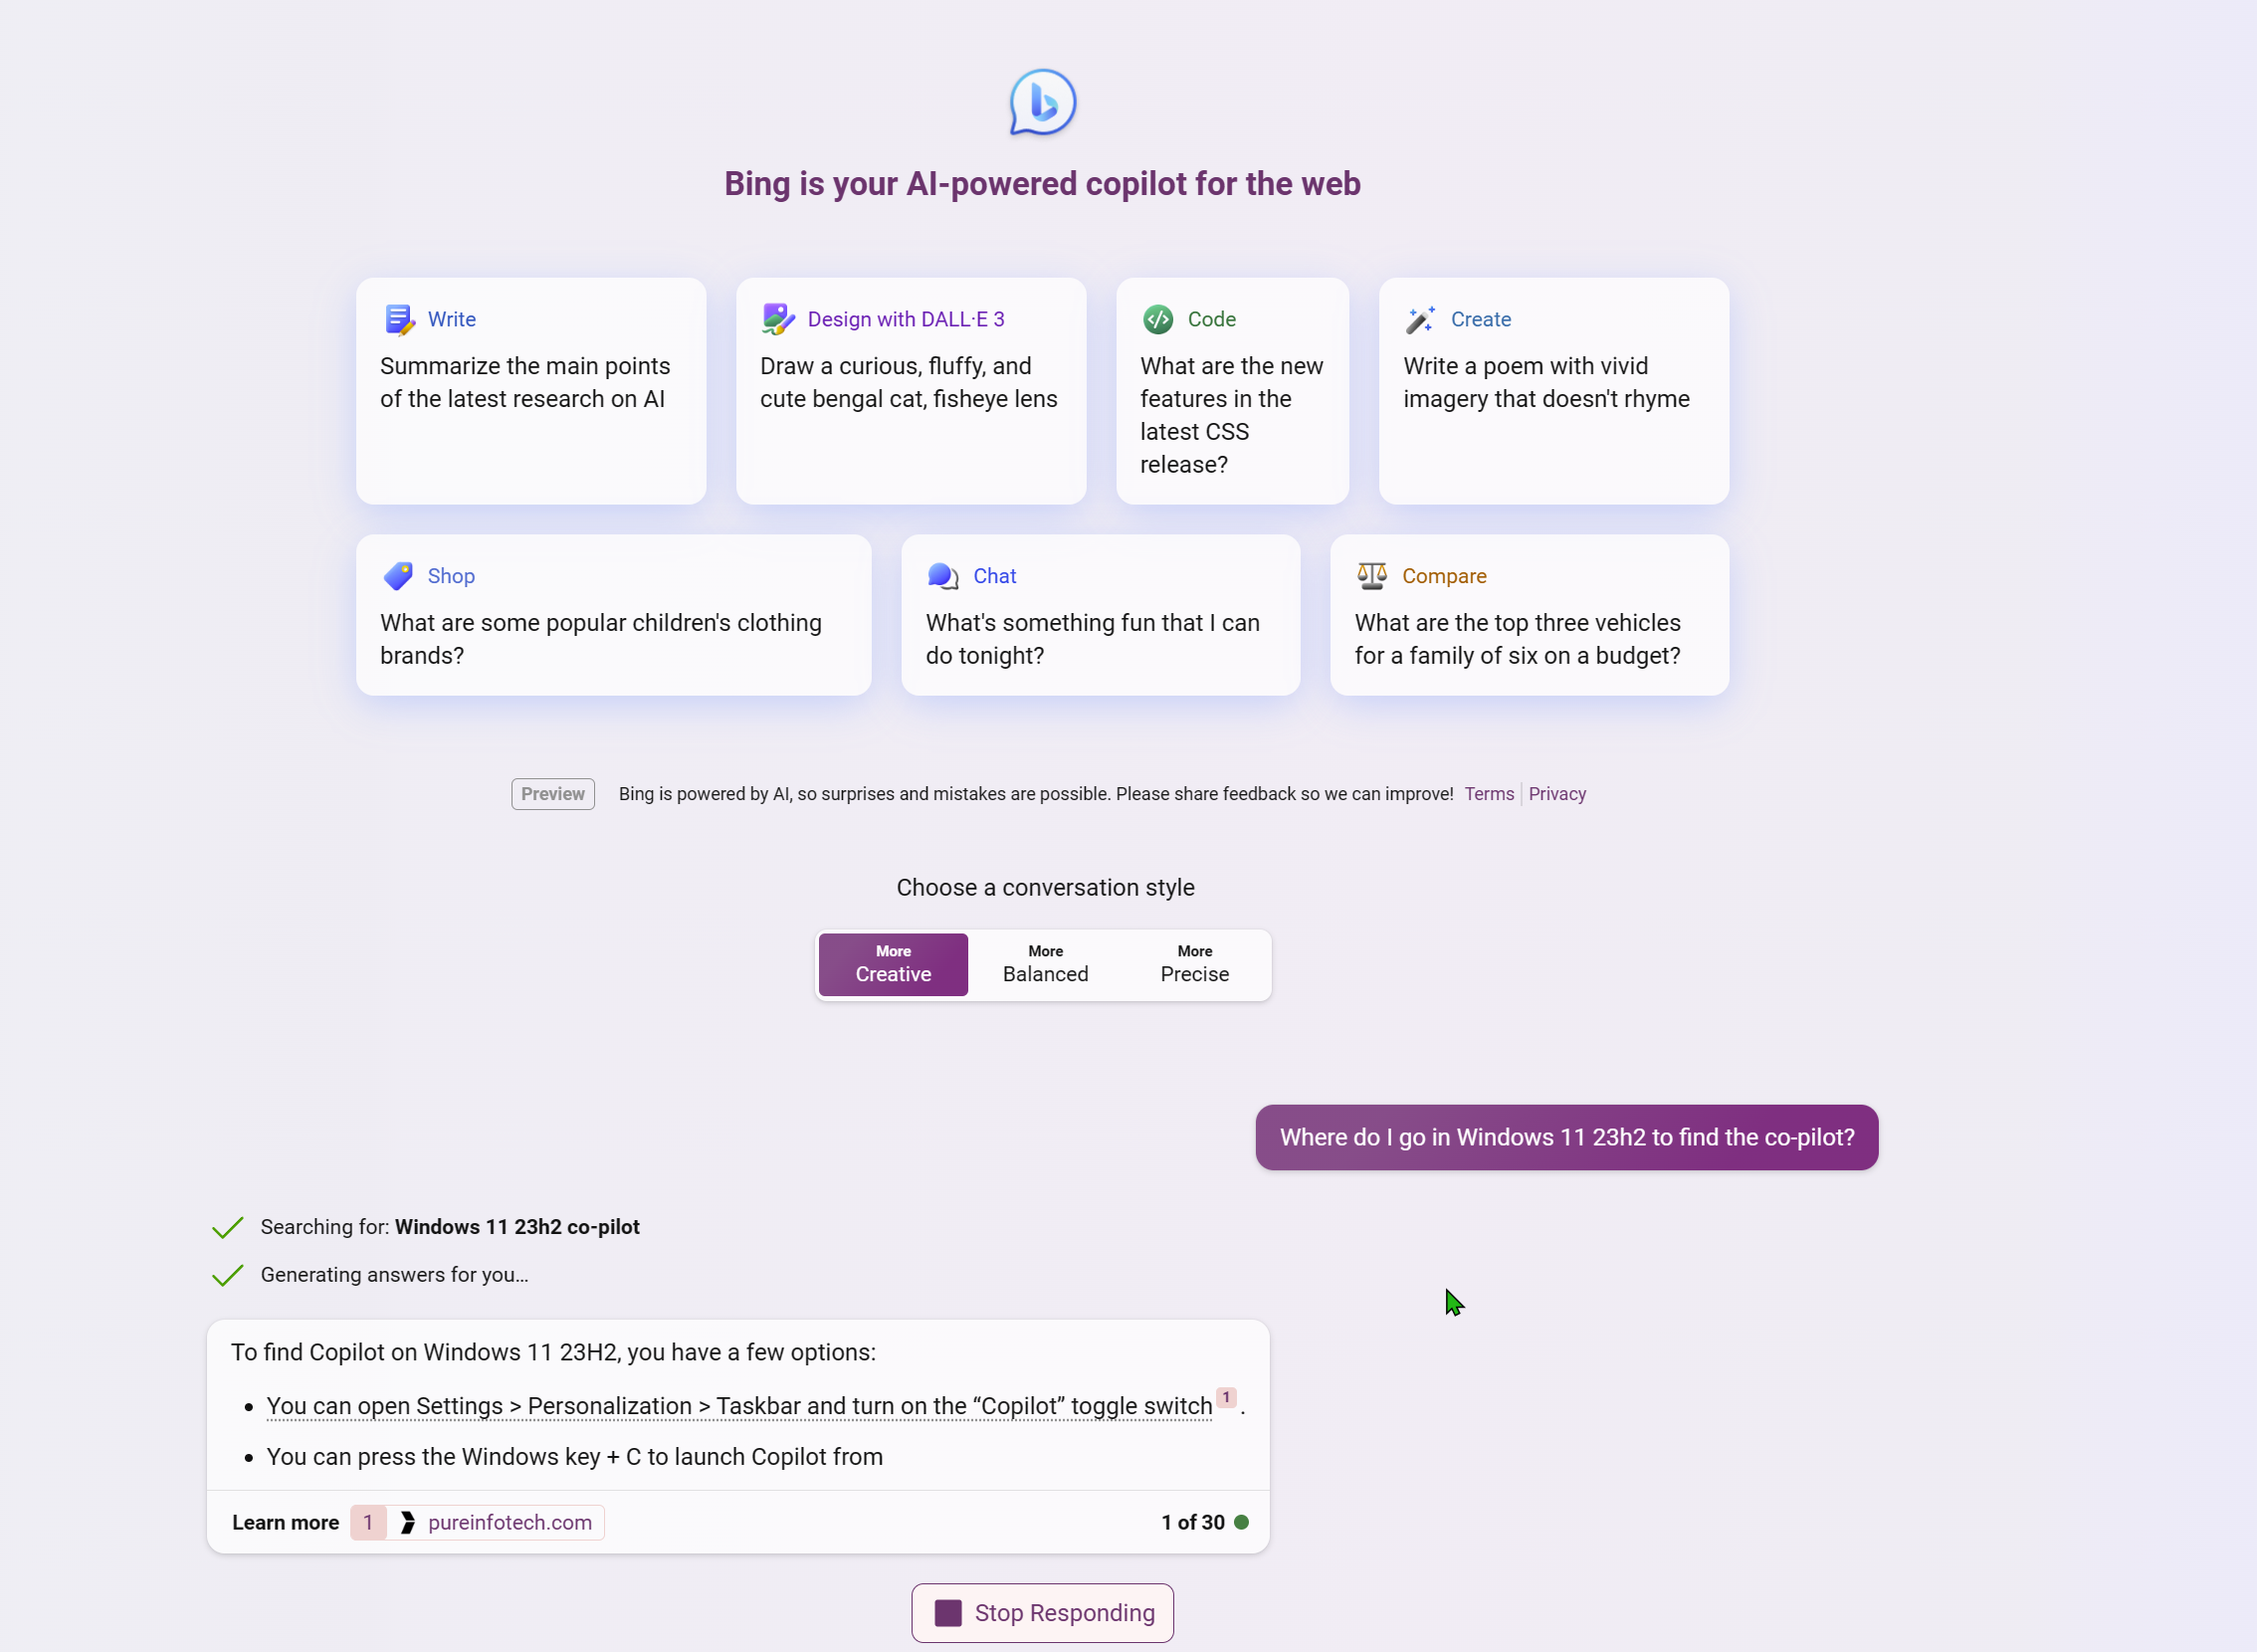 Bing is your AI-powered copilot for the web
Write
Summarize the main points
of the latest research on AI
Design with DALL·E 3
Draw a curious, fluffy, and
cute bengal cat, fisheye lens
Code
What are the new
features in the
latest CSS
release?
Create
Write a poem with vivid
imagery that doesn't rhyme
Shop
What are some popular children's clothing
brands?
Chat
What's something fun that I can
do tonight?
Compare
What are the top three vehicles
for a family of six on a budget?
Preview Bing is powered by AI, so surprises and mistakes are possible. Please share feedback so we can improve! Terms Privacy
Choose a conversation style
More
Creative
More
Balanced
More
Precise
Where do I go in Windows 11 23h2 to find the co-pilot?
Searching for: Windows 11 23h2 co-pilot
Generating answers for you…
To find Copilot on Windows 11 23H2, you have a few options:
• You can open Settings > Personalization > Taskbar and turn on the “Copilot” toggle switch 1 .
• You can press the Windows key + C to launch Copilot from
Learn more 1 pureinfotech.com 1 of 30
Stop Responding